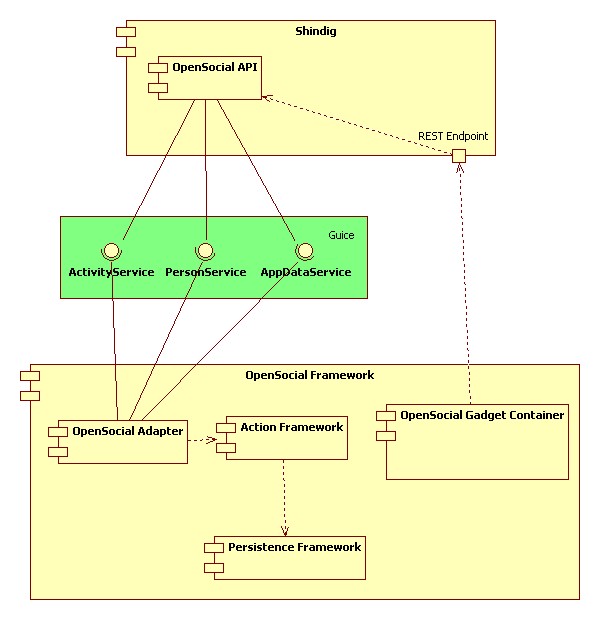 Shindig
OpenSocial API
REST Endpoint
Guice
ActivityService
PersonService
AppDataService
OpenSocial Framework
OpenSocial Gadget Container
OpenSocial Adapter
Action Framework
Persistence Framework